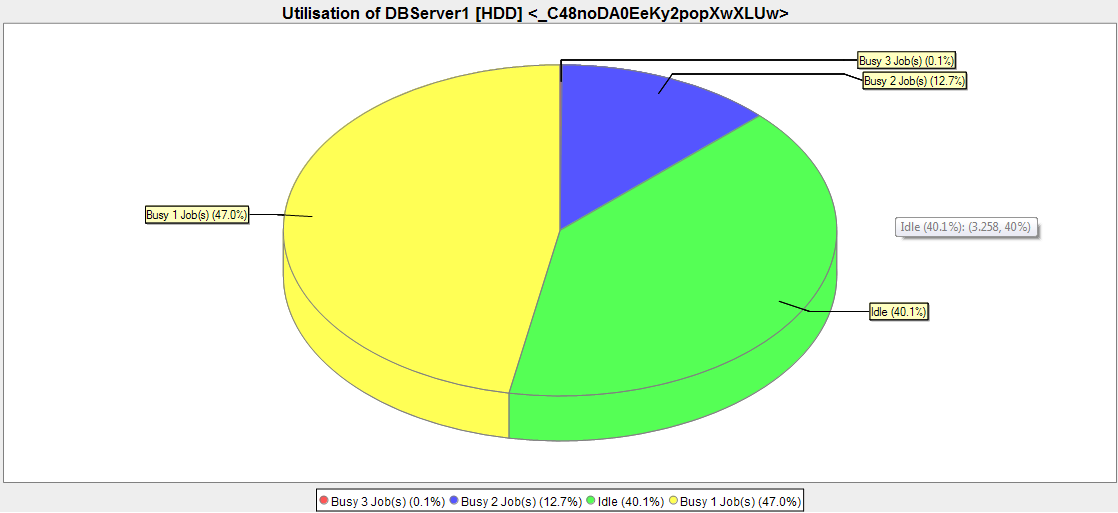 Utilisation of DBServer1 [HDD] <_C48noDA0EeKy2popXwXLUw>
Busy 3 Job(s) (0.1%)
Busy 2 Job(s) (12.7%)
Busy 1 Job(s) (47.0%)
Idle (40.1%): (3.258, 40%)
Idle (40.1%)
Busy 3 Job(s) (0.1%) Busy 2 Job(s) (12.7%) Idle (40.1%) Busy 1 Job(s) (47.0%)